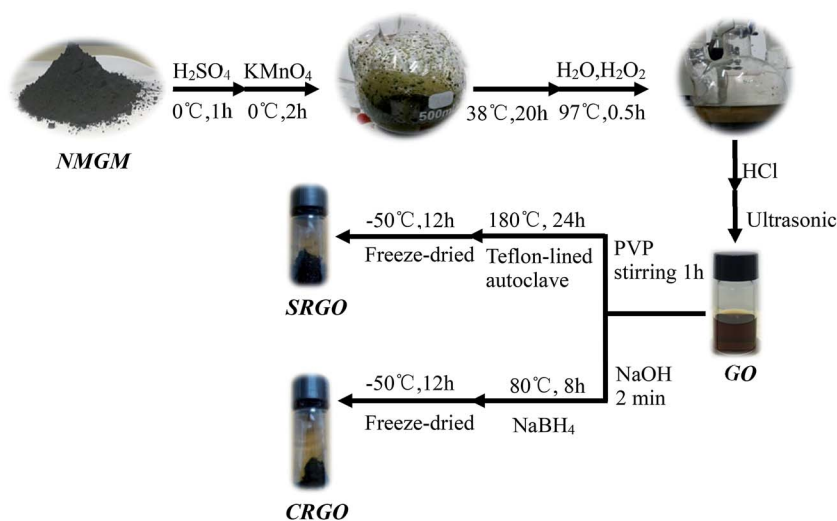 H₂SO₄ KMnO₄
0℃,1h 0℃, 2h
NMGM
500ml
38℃,20h
H₂O,H₂O₂
97℃,0.5h
HCl
Ultrasonic
GO
PVP
stirring 1h
180℃, 24h
Teflon-lined
autoclave
-50℃,12h
Freeze-dried
SRGO
NaOH
2 min
80℃, 8h
NaBH₄
-50℃,12h
Freeze-dried
CRGO